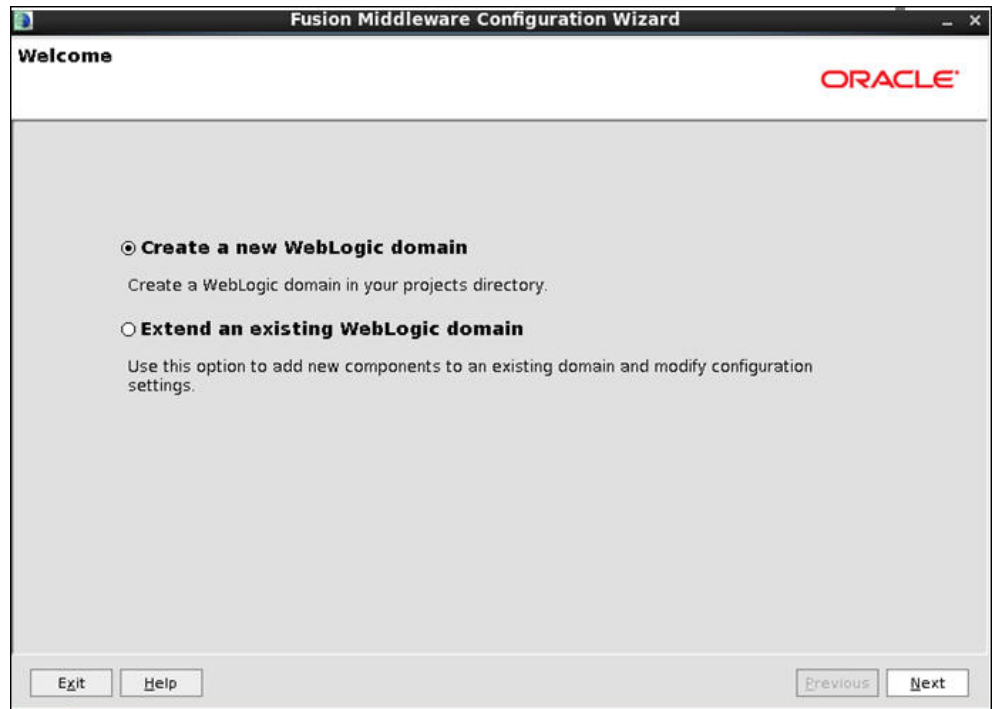 Fusion Middleware Configuration Wizard
Welcome
ORACLE
Create a new WebLogic domain
Create a WebLogic domain in your projects directory.
Extend an existing WebLogic domain
Use this option to add new components to an existing domain and modify configuration
settings.
Exit Help Previous Next